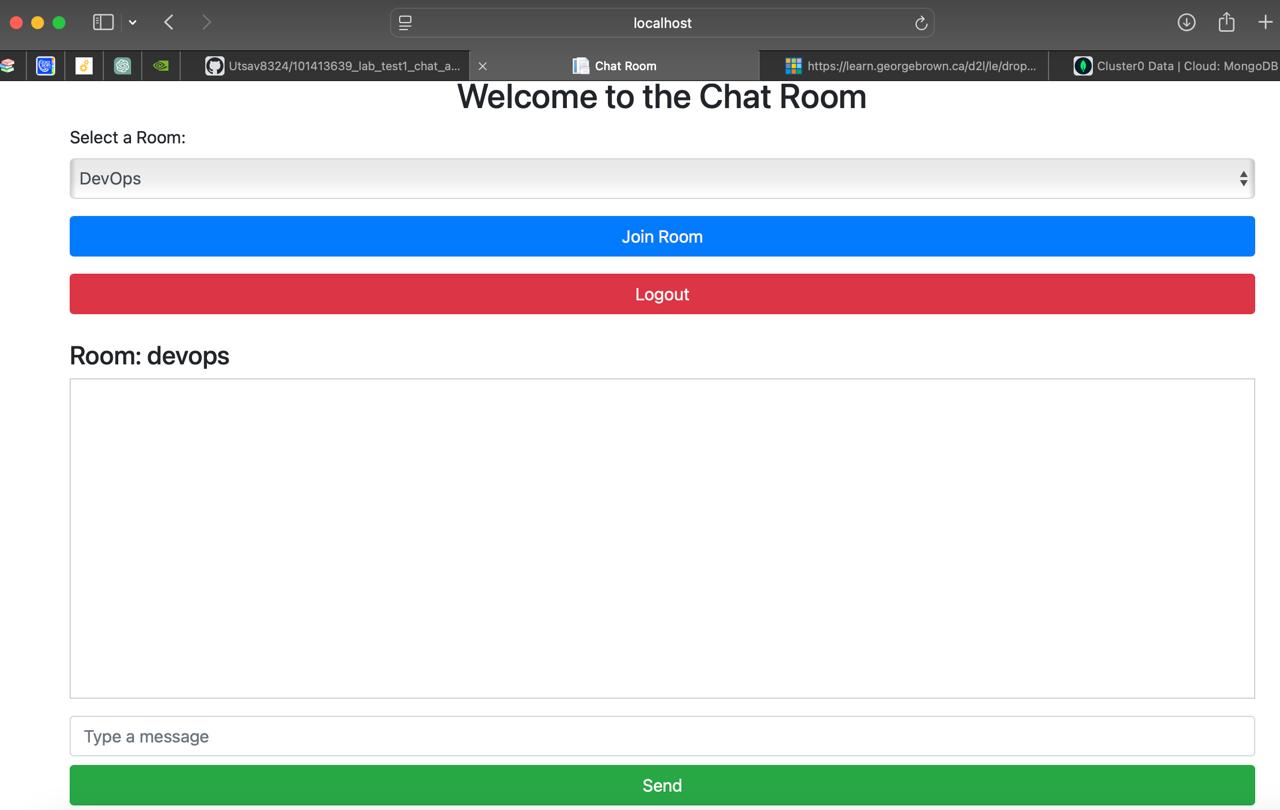 localhost
Utsav8324/101413639_lab_test1_chat_a...
Chat Room
https://learn.georgebrown.ca/d2l/le/drop...
Cluster0 Data | Cloud: MongoDB
Welcome to the Chat Room
Select a Room:
DevOps
Join Room
Logout
Room: devops
Type a message
Send